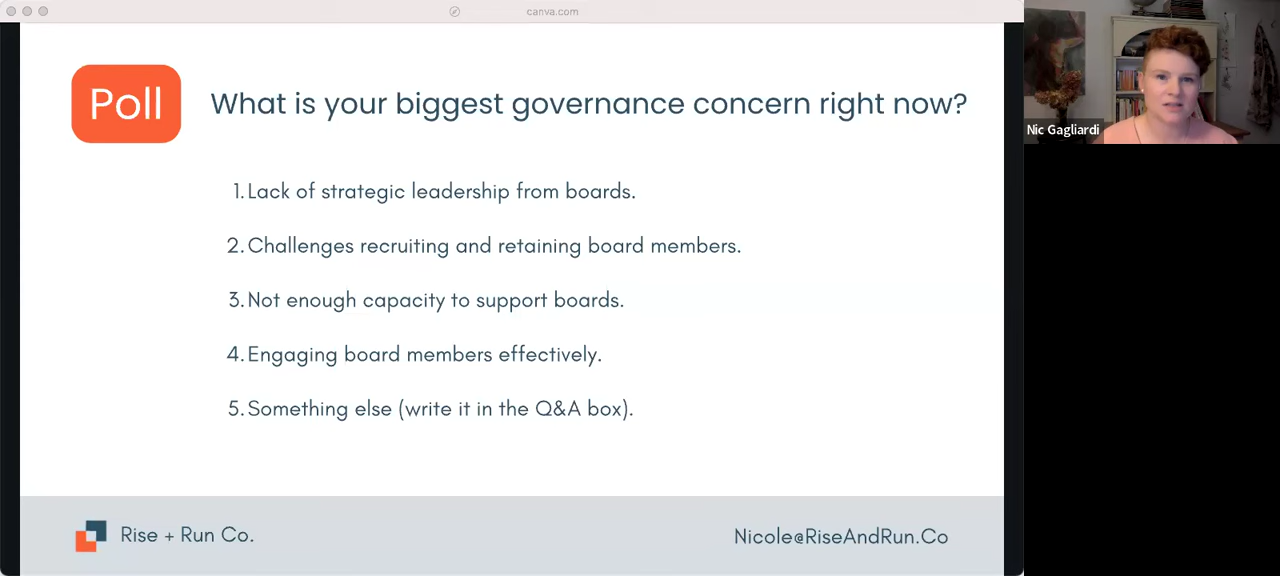 canva.com
Poll
What is your biggest governance concern right now?
1. Lack of strategic leadership from boards.
2. Challenges recruiting and retaining board members.
3. Not enough capacity to support boards.
4. Engaging board members effectively.
5. Something else (write it in the Q&A box).
Rise + Run Co.
Nicole@RiseAndRun.Co
Nic Gagliardi